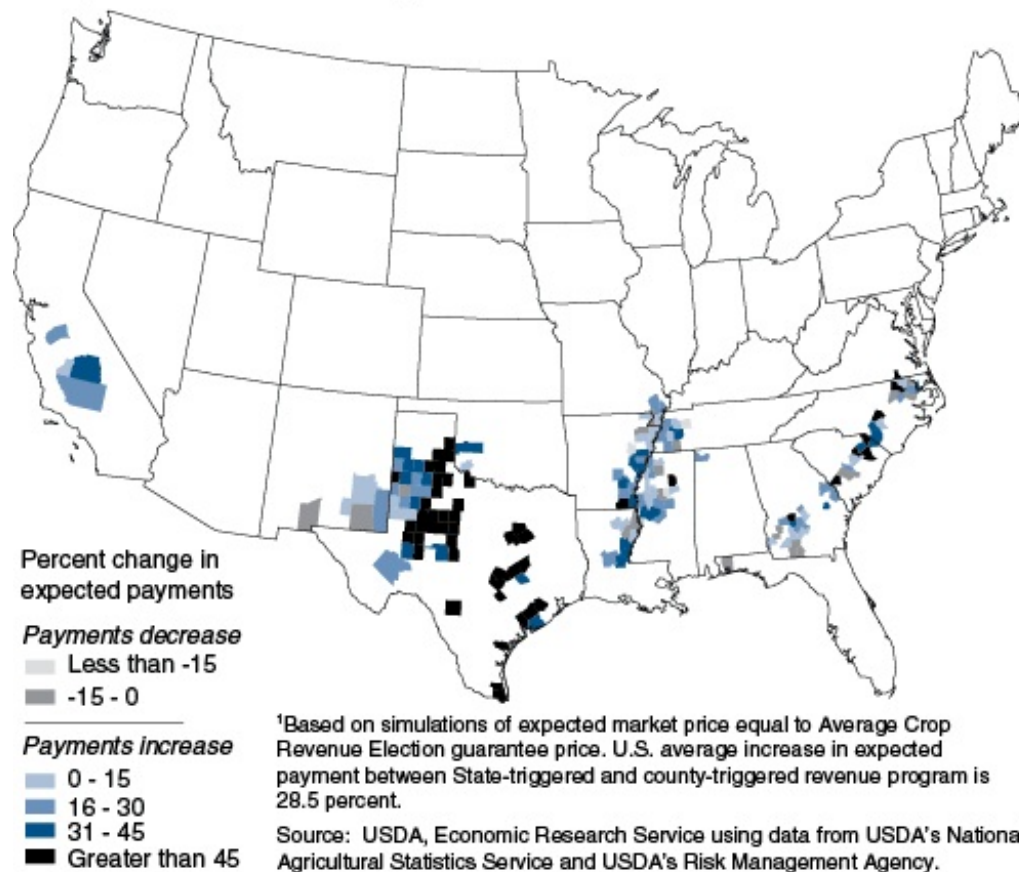 Percent change in
expected payments
Payments decrease
Less than -15
-15 - 0
Payments increase
0 - 15
16 - 30
31 - 45
Greater than 45
¹Based on simulations of expected market price equal to Average Crop
Revenue Election guarantee price. U.S. average increase in expected
payment between State-triggered and county-triggered revenue program is
28.5 percent.
Source: USDA, Economic Research Service using data from USDA's National
Agricultural Statistics Service and USDA's Risk Management Agency.